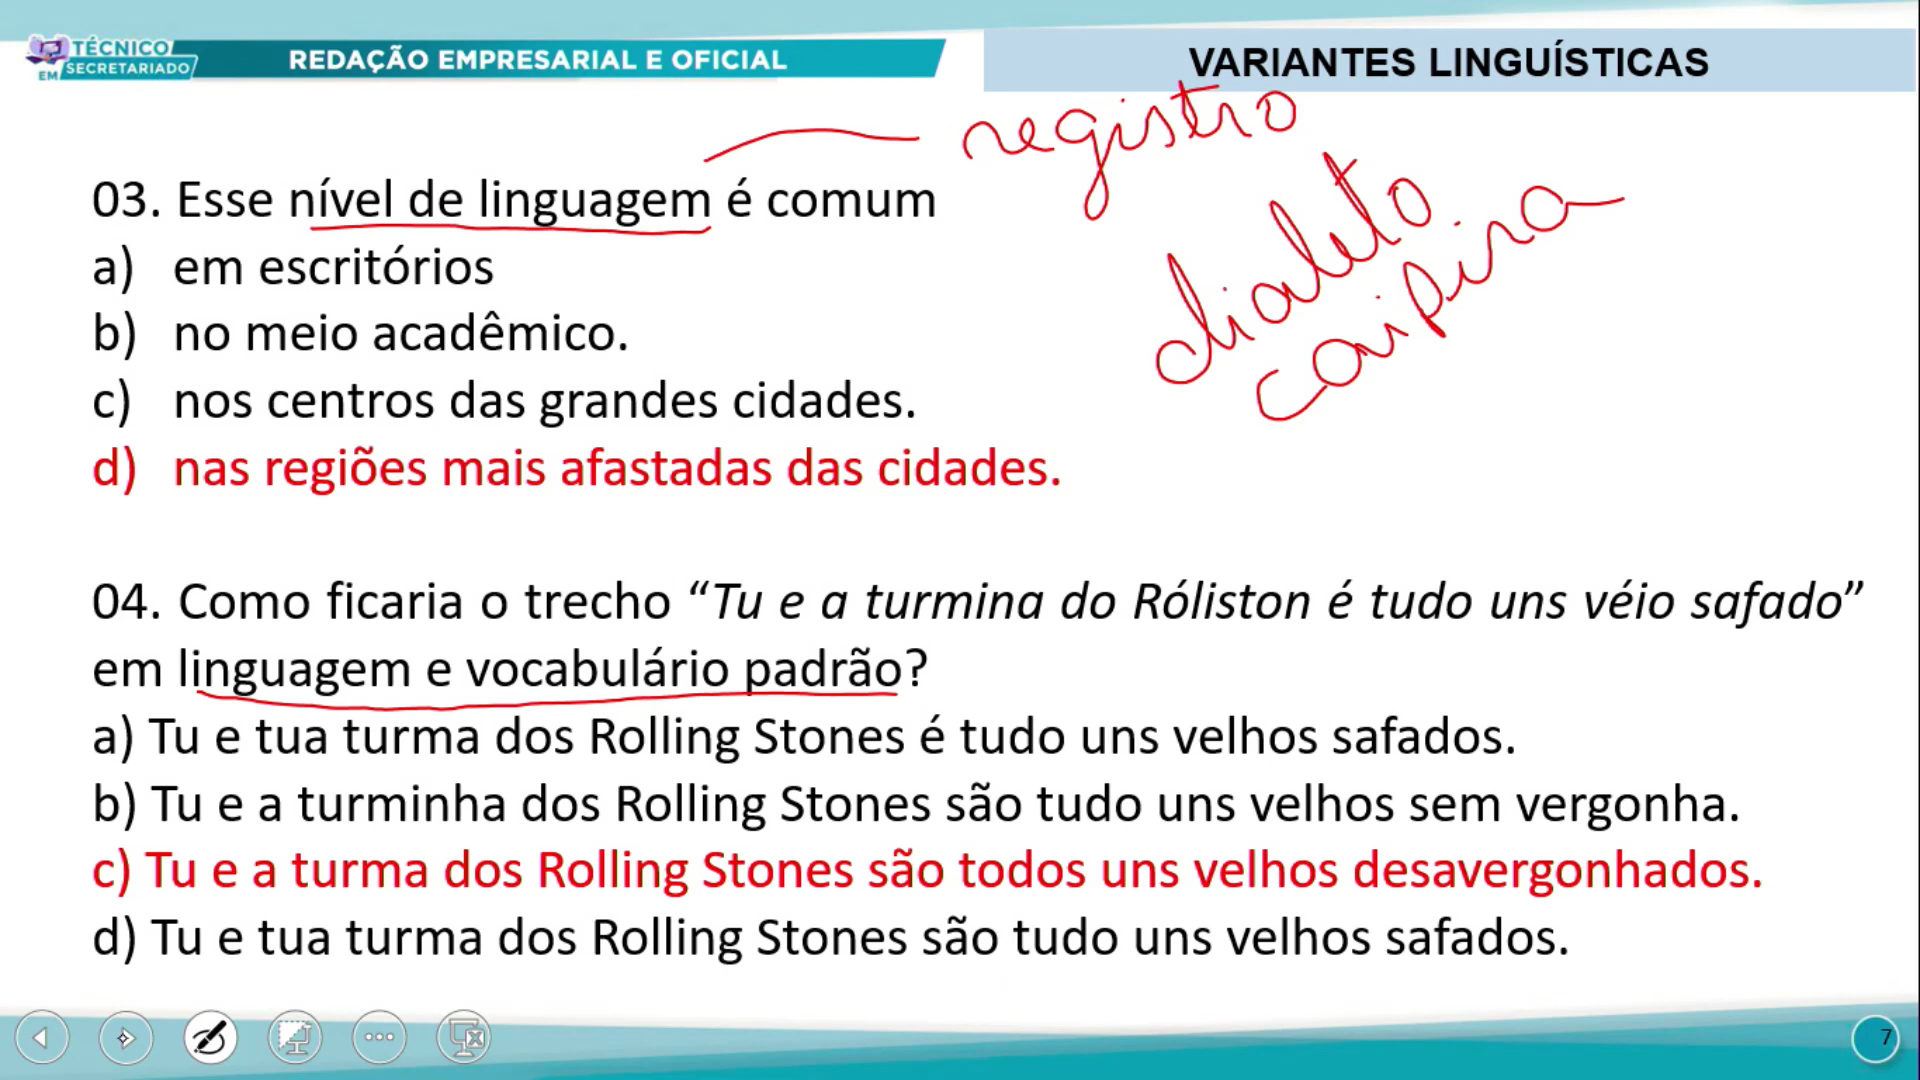 TÉCNICO
EM SECRETARIADO
REDAÇÃO EMPRESARIAL E OFICIAL
VARIANTES LINGUÍSTICAS
registro
dialeto
caipira
03. Esse nível de linguagem é comum
a) em escritórios
b) no meio acadêmico.
c) nos centros das grandes cidades.
d) nas regiões mais afastadas das cidades.
04. Como ficaria o trecho “Tu e a turmina do Róliston é tudo uns véio safado”
em linguagem e vocabulário padrão?
a) Tu e tua turma dos Rolling Stones é tudo uns velhos safados.
b) Tu e a turminha dos Rolling Stones são tudo uns velhos sem vergonha.
c) Tu e a turma dos Rolling Stones são todos uns velhos desavergonhados.
d) Tu e tua turma dos Rolling Stones são tudo uns velhos safados.
7